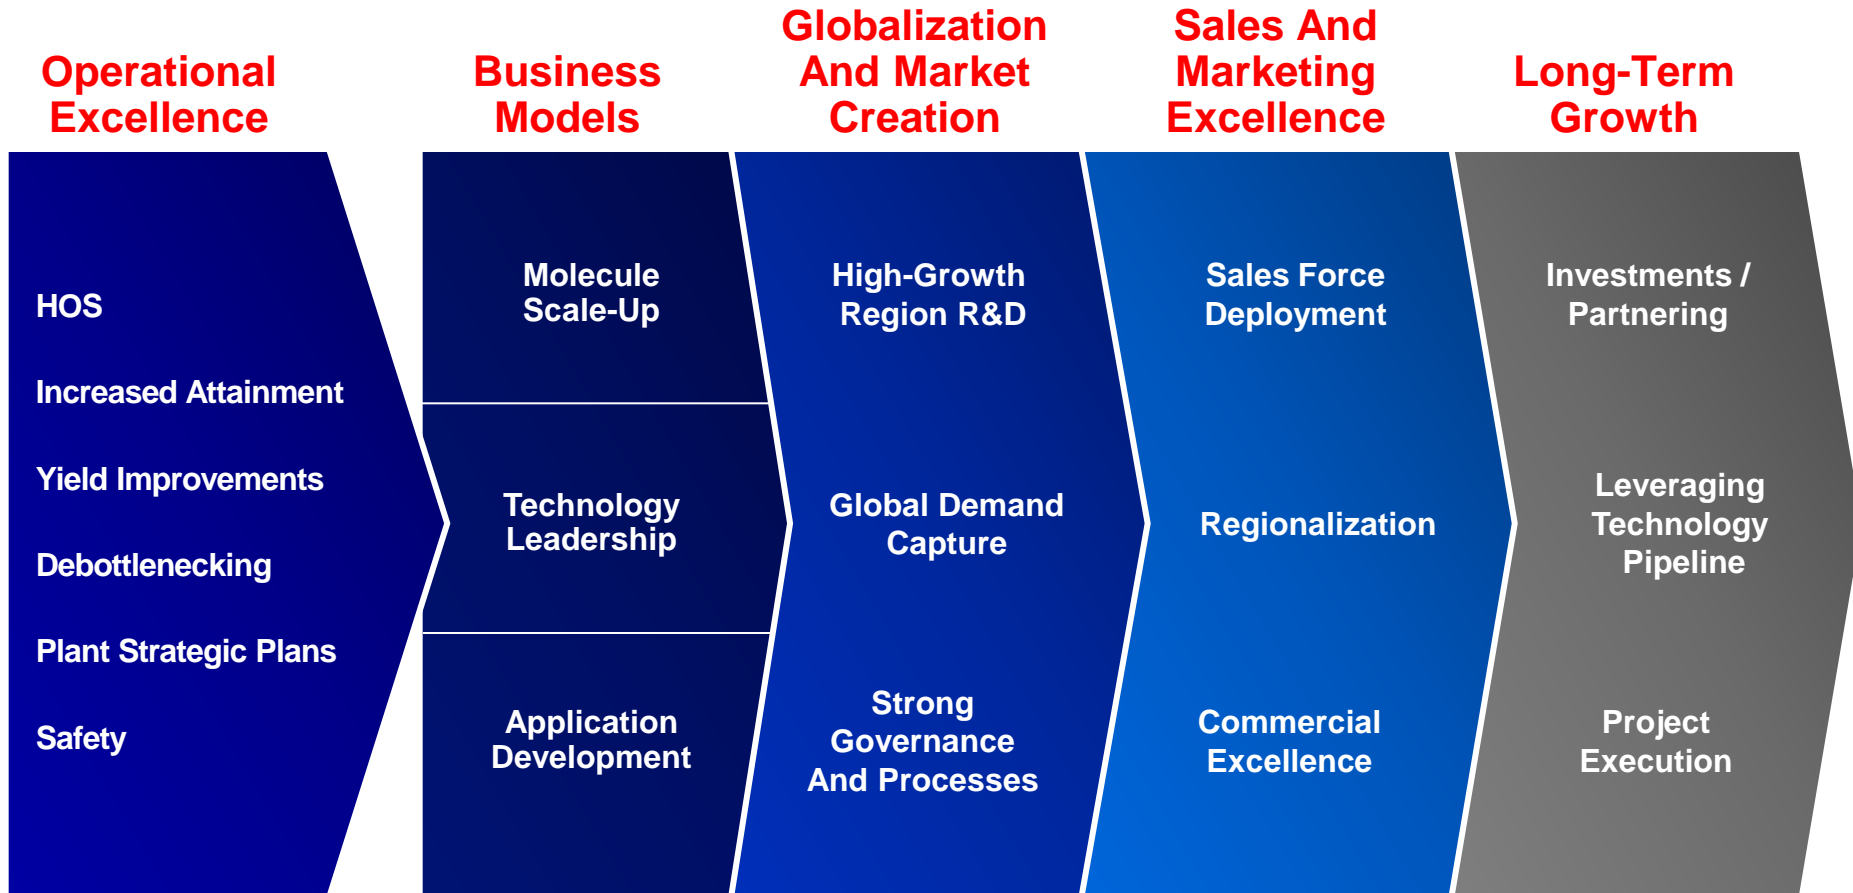 Operational
Excellence
Business
Models
Globalization
And Market
Creation
Sales And
Marketing
Excellence
Long-Term
Growth
HOS
Increased Attainment
Yield Improvements
Debottlenecking
Plant Strategic Plans
Safety
Molecule
Scale-Up
Technology
Leadership
Application
Development
High-Growth
Region R&D
Global Demand
Capture
Strong
Governance
And Processes
Sales Force
Deployment
Regionalization
Commercial
Excellence
Investments /
Partnering
Leveraging
Technology
Pipeline
Project
Execution